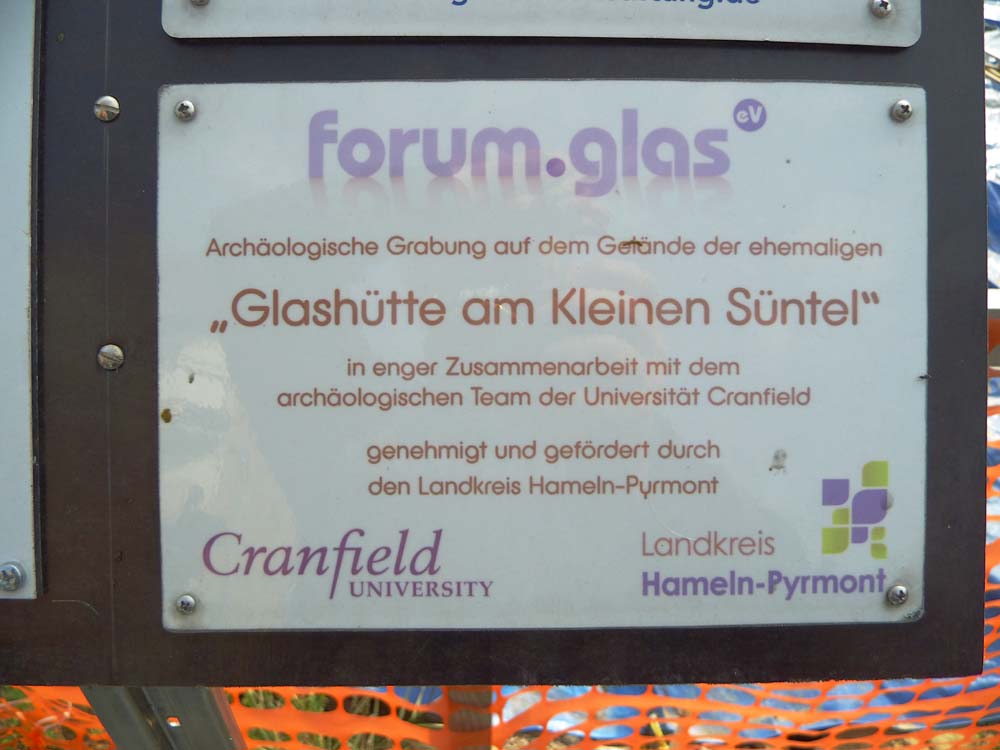 forum.glas eV
Archäologische Grabung auf dem Gelände der ehemaligen
„Glashütte am Kleinen Süntel“
in enger Zusammenarbeit mit dem
archäologischen Team der Universität Cranfield
genehmigt und gefördert durch
den Landkreis Hameln-Pyrmont
Cranfield
UNIVERSITY
Landkreis
Hameln-Pyrmont